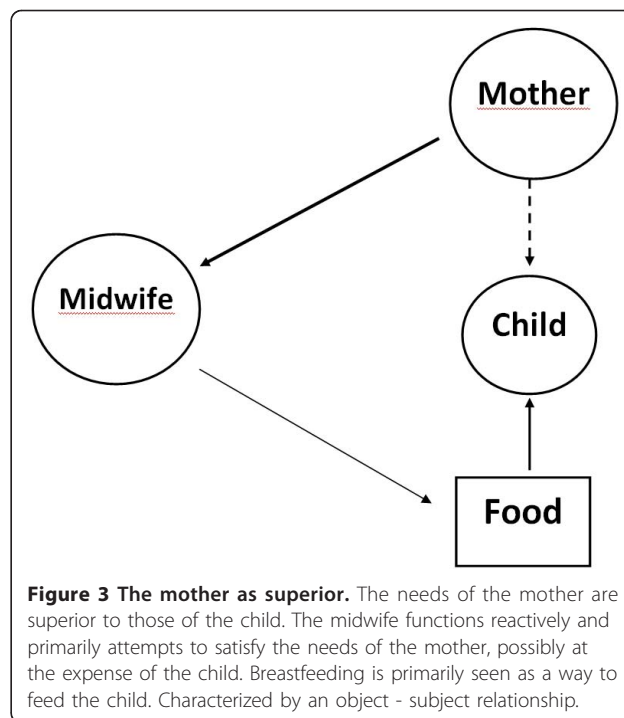 Mother
Midwife
Child
Food
Figure 3 The mother as superior. The needs of the mother are
superior to those of the child. The midwife functions reactively and
primarily attempts to satisfy the needs of the mother, possibly at
the expense of the child. Breastfeeding is primarily seen as a way to
feed the child. Characterized by an object - subject relationship.